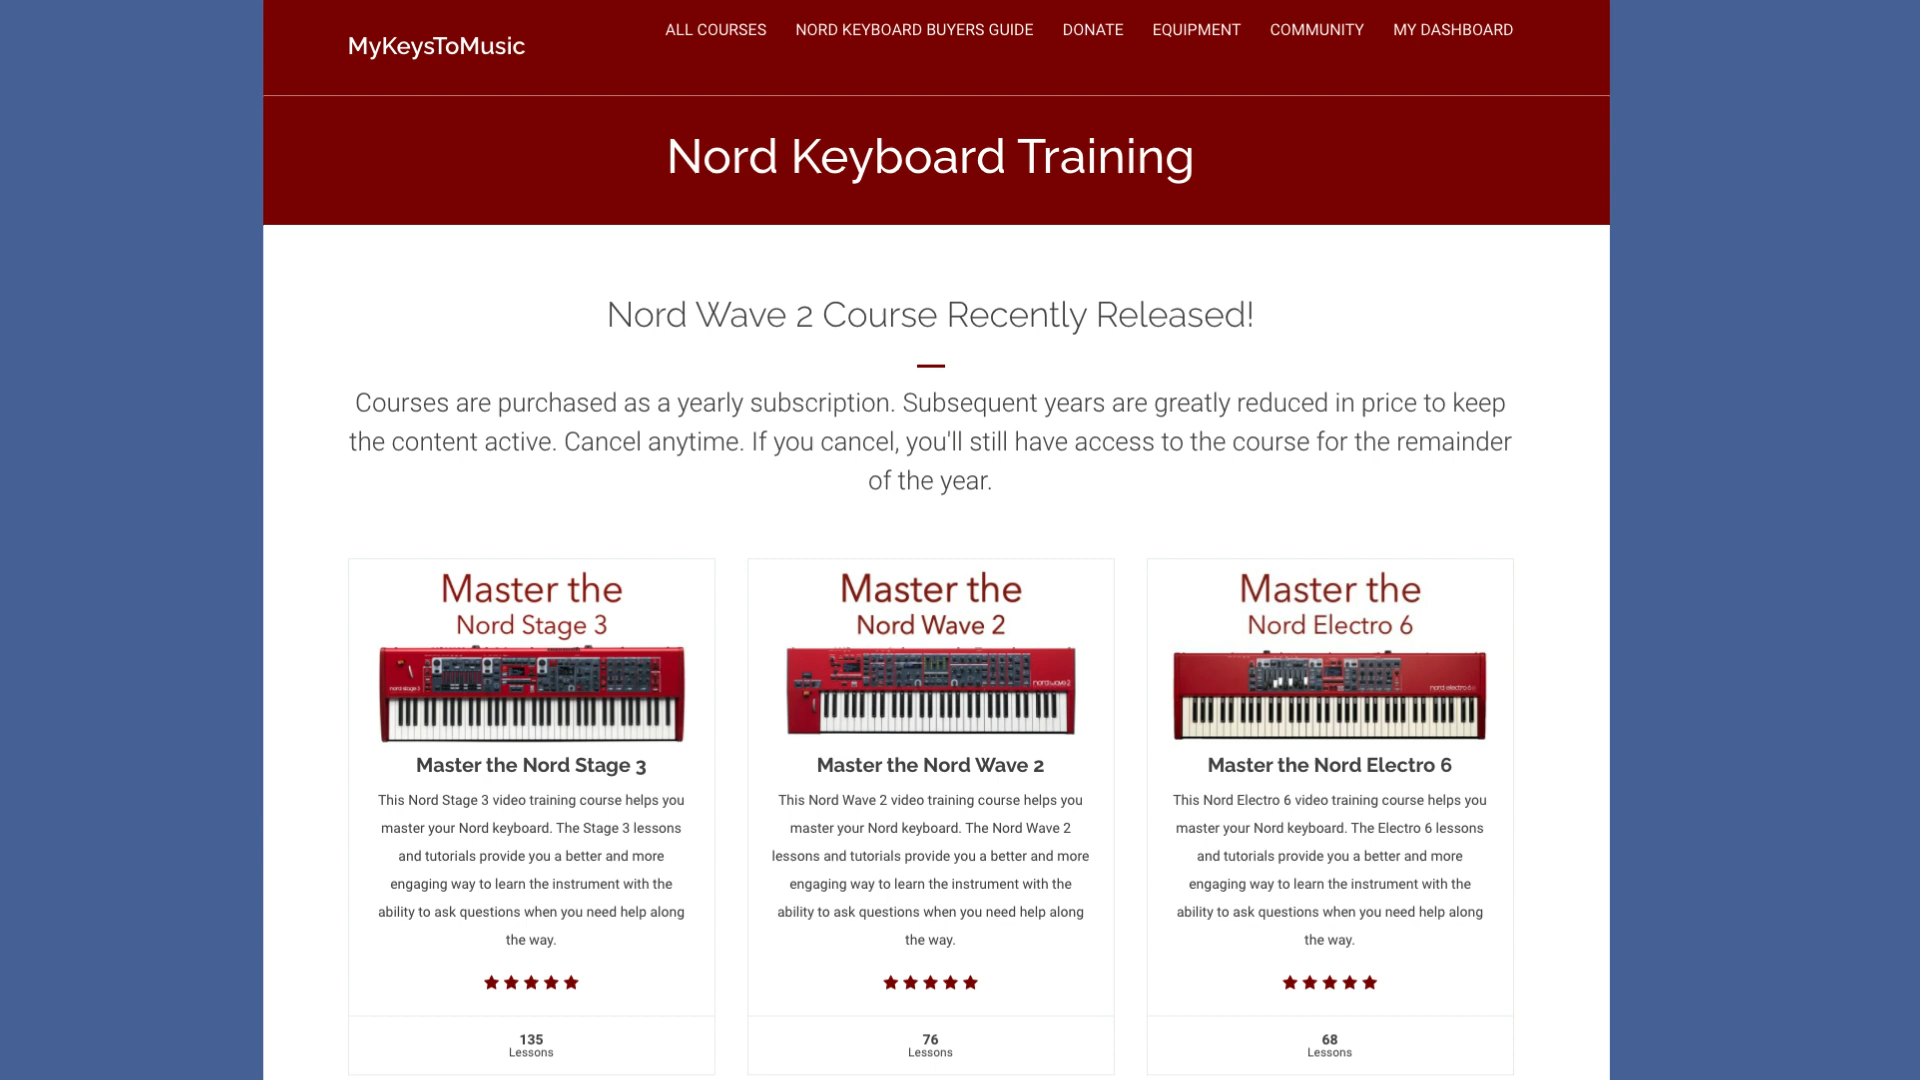 MyKeysToMusic
ALL COURSES NORD KEYBOARD BUYERS GUIDE DONATE EQUIPMENT COMMUNITY MY DASHBOARD
Nord Keyboard Training
Nord Wave 2 Course Recently Released!
Courses are purchased as a yearly subscription. Subsequent years are greatly reduced in price to keep
the content active. Cancel anytime. If you cancel, you'll still have access to the course for the remainder
of the year.
Master the
Nord Stage 3
nord stage 3
Master the Nord Stage 3
This Nord Stage 3 video training course helps you
master your Nord keyboard. The Stage 3 lessons
and tutorials provide you a better and more
engaging way to learn the instrument with the
ability to ask questions when you need help along
the way.
135
Lessons
Master the
Nord Wave 2
nord wave 2
Master the Nord Wave 2
This Nord Wave 2 video training course helps you
master your Nord keyboard. The Nord Wave 2
lessons and tutorials provide you a better and more
engaging way to learn the instrument with the
ability to ask questions when you need help along
the way.
76
Lessons
Master the
Nord Electro 6
nord electro 6
Master the Nord Electro 6
This Nord Electro 6 video training course helps you
master your Nord keyboard. The Electro 6 lessons
and tutorials provide you a better and more
engaging way to learn the instrument with the
ability to ask questions when you need help along
the way.
68
Lessons